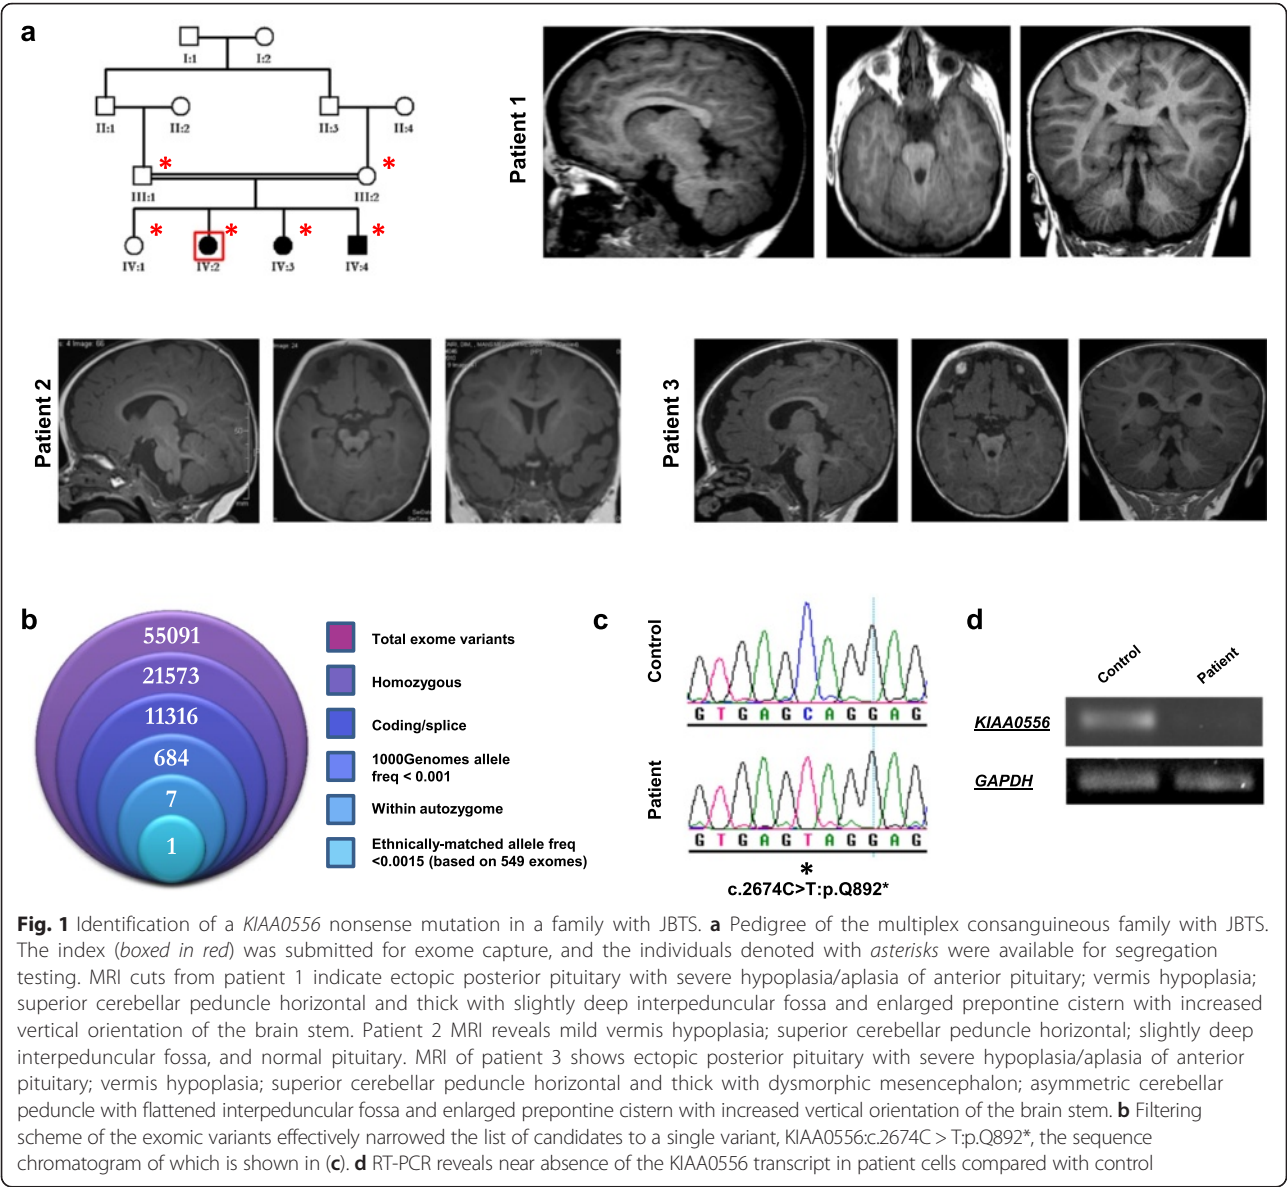 a
I:1 I:2
II:1 II:2 II:3 II:4
* *
III:1 III:2
* * * *
IV:1 IV:2 IV:3 IV:4
Patient 1
Patient 2
s: 4 Image: 66
Patient 3
b
55091
21573
11316
684
7
1
Total exome variants
Homozygous
Coding/splice
1000Genomes allele
freq < 0.001
Within autozygome
Ethnically-matched allele freq
<0.0015 (based on 549 exomes)
c
Control
G T G A G C A G G A G
Patient
G T G A G T A G G A G
*
c.2674C>T:p.Q892*
d
Control Patient
KIAA0556
GAPDH
Fig. 1 Identification of a KIAA0556 nonsense mutation in a family with JBTS. a Pedigree of the multiplex consanguineous family with JBTS.
The index (boxed in red) was submitted for exome capture, and the individuals denoted with asterisks were available for segregation
testing. MRI cuts from patient 1 indicate ectopic posterior pituitary with severe hypoplasia/aplasia of anterior pituitary; vermis hypoplasia;
superior cerebellar peduncle horizontal and thick with slightly deep interpeduncular fossa and enlarged prepontine cistern with increased
vertical orientation of the brain stem. Patient 2 MRI reveals mild vermis hypoplasia; superior cerebellar peduncle horizontal; slightly deep
interpeduncular fossa, and normal pituitary. MRI of patient 3 shows ectopic posterior pituitary with severe hypoplasia/aplasia of anterior
pituitary; vermis hypoplasia; superior cerebellar peduncle horizontal and thick with dysmorphic mesencephalon; asymmetric cerebellar
peduncle with flattened interpeduncular fossa and enlarged prepontine cistern with increased vertical orientation of the brain stem. b Filtering
scheme of the exomic variants effectively narrowed the list of candidates to a single variant, KIAA0556:c.2674C > T:p.Q892*, the sequence
chromatogram of which is shown in (c). d RT-PCR reveals near absence of the KIAA0556 transcript in patient cells compared with control